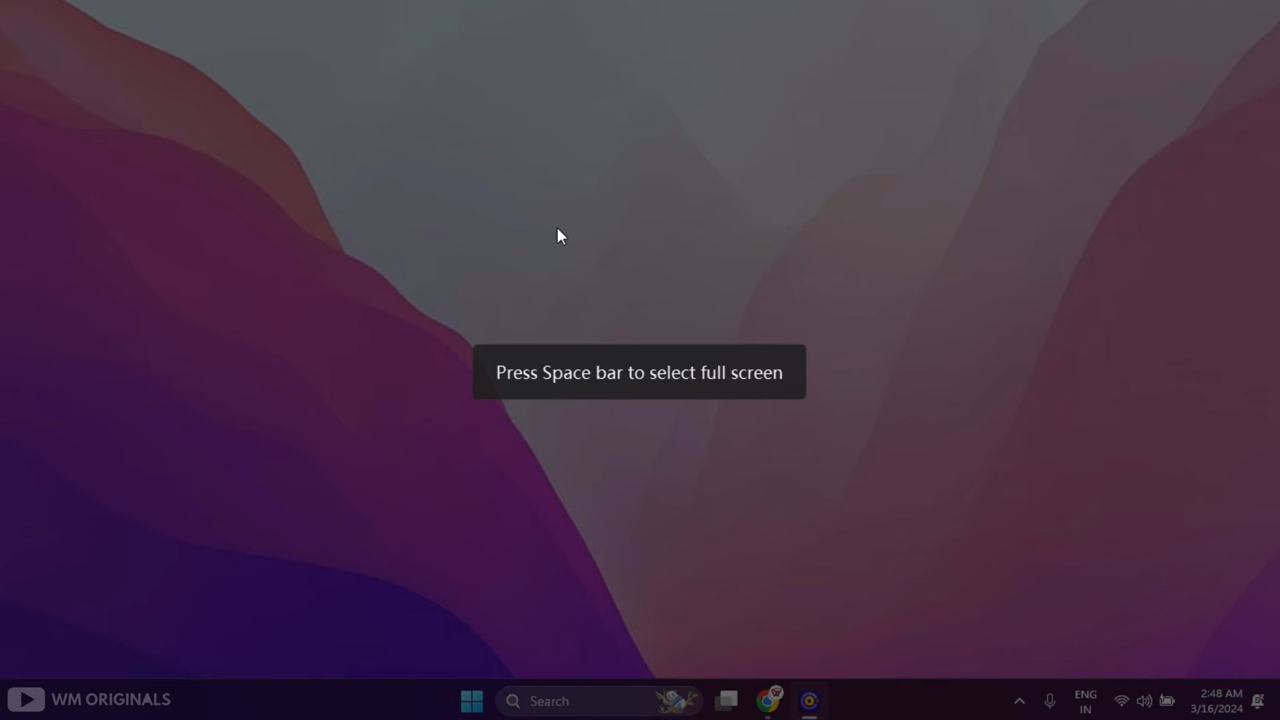 Press Space bar to select full screen
WM ORIGINALS
Search
ENG
IN
2:48 AM
3/16/2024